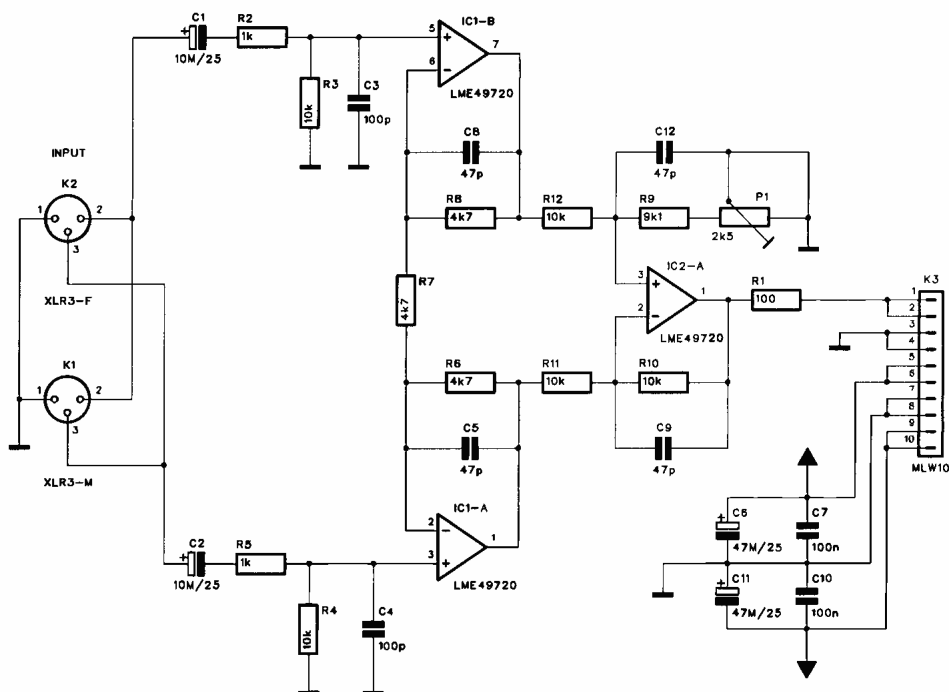 C1
10M/25
R2
1k
R3
10k
C3
100p
5
6
7
IC1-B
LME49720
C8
47p
C12
47p
INPUT
K2
1
2
3
XLR3-F
R8
4k7
R12
10k
R9
9k1
P1
2k5
R7
4k7
IC2-A
3
2
1
LME49720
R1
100
K3
1
2
3
4
5
6
7
8
9
10
MLW10
K1
1
2
3
XLR3-M
R6
4k7
R11
10k
R10
10k
C5
47p
C9
47p
IC1-A
2
3
1
LME49720
C2
10M/25
R5
1k
R4
10k
C4
100p
C6
47M/25
C7
100n
C11
47M/25
C10
100n